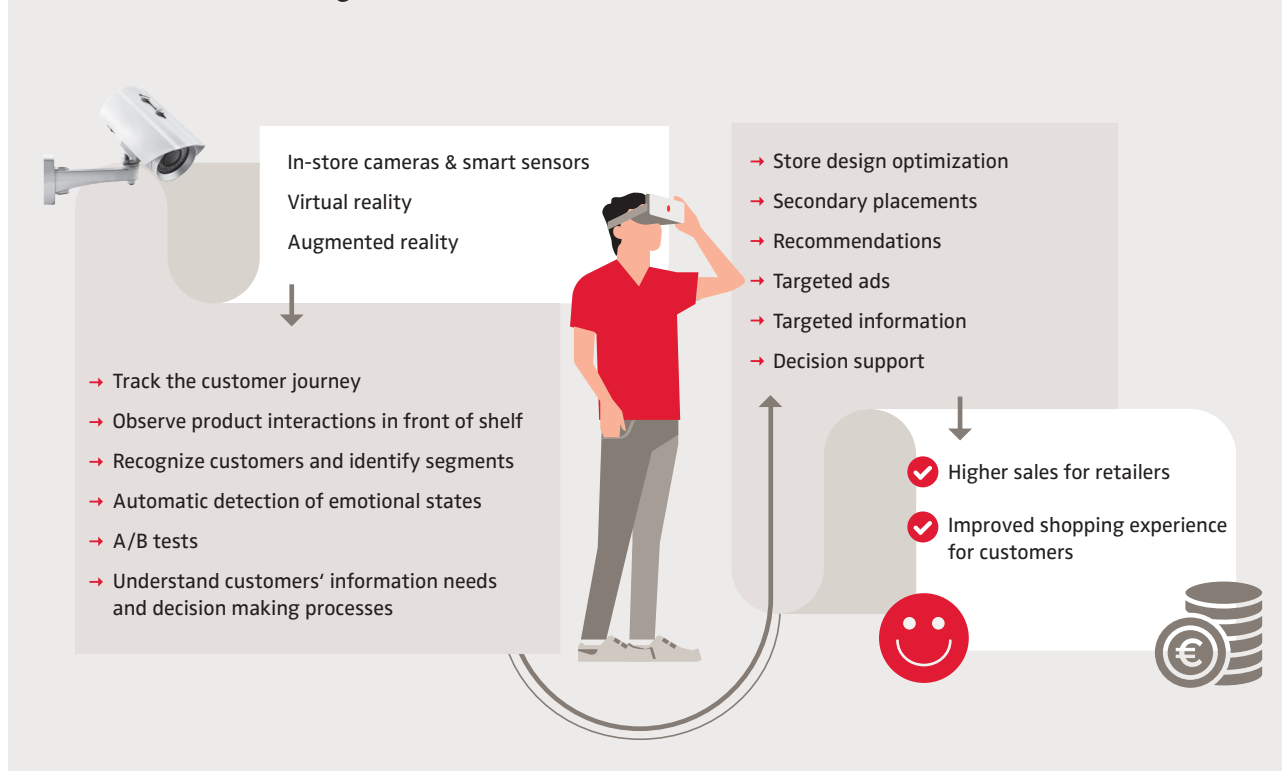 In-store cameras & smart sensors
Virtual reality
Augmented reality
→ Track the customer journey
→ Observe product interactions in front of shelf
→ Recognize customers and identify segments
→ Automatic detection of emotional states
→ A/B tests
→ Understand customers‘ information needs
and decision making processes
→ Store design optimization
→ Secondary placements
→ Recommendations
→ Targeted ads
→ Targeted information
→ Decision support
Higher sales for retailers
Improved shopping experience
for customers
€